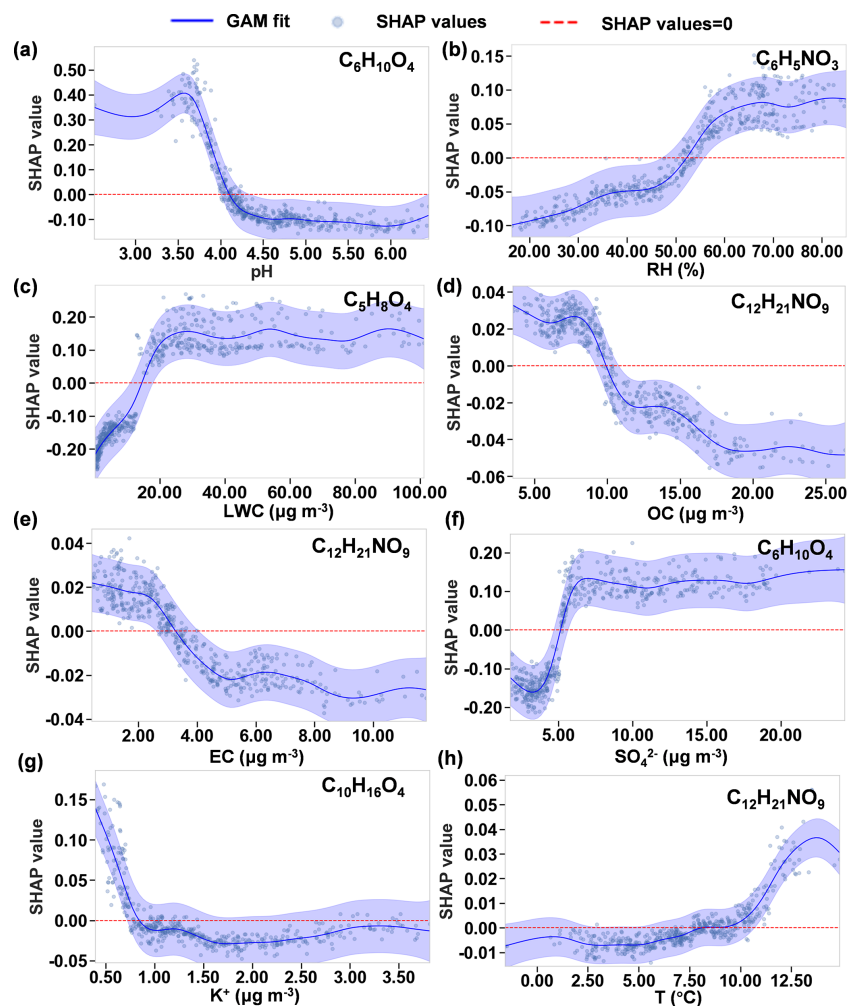 GAM fit SHAP values SHAP values=0
(a) C₆H₁₀O₄
SHAP value
0.50
0.40
0.30
0.20
0.10
0.00
-0.10
3.00 3.50 4.00 4.50 5.00 5.50 6.00
pH
(b) C₆H₅NO₃
SHAP value
0.15
0.10
0.05
0.00
-0.05
-0.10
20.00 30.00 40.00 50.00 60.00 70.00 80.00
RH (%)
(c) C₅H₈O₄
SHAP value
0.20
0.10
0.00
-0.10
-0.20
20.00 40.00 60.00 80.00 100.00
LWC (μg m⁻³)
(d) C₁₂H₂₁NO₉
SHAP value
0.04
0.02
0.00
-0.02
-0.04
-0.06
5.00 10.00 15.00 20.00 25.00
OC (μg m⁻³)
(e) C₁₂H₂₁NO₉
SHAP value
0.04
0.02
0.00
-0.02
-0.04
2.00 4.00 6.00 8.00 10.00
EC (μg m⁻³)
(f) C₆H₁₀O₄
SHAP value
0.20
0.10
0.00
-0.10
-0.20
5.00 10.00 15.00 20.00
SO₄²⁻ (μg m⁻³)
(g) C₁₀H₁₆O₄
SHAP value
0.15
0.10
0.05
-0.00
-0.05
0.50 1.00 1.50 2.00 2.50 3.00 3.50
K⁺ (μg m⁻³)
(h) C₁₂H₂₁NO₉
SHAP value
0.06
0.05
0.04
0.03
0.02
0.01
0.00
-0.01
0.00 2.50 5.00 7.50 10.00 12.50
T (°C)